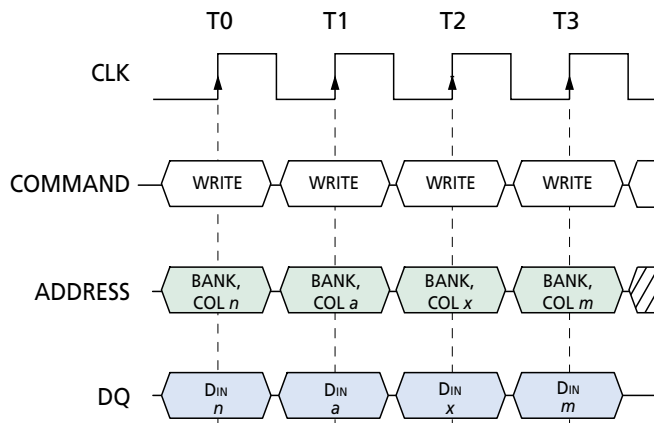 T0 T1 T2 T3
CLK
COMMAND WRITE WRITE WRITE WRITE
BANK, BANK, BANK, BANK,
ADDRESS
COL n COL a COL x COL m
DIN DIN DIN DIN
DQ
n a x m